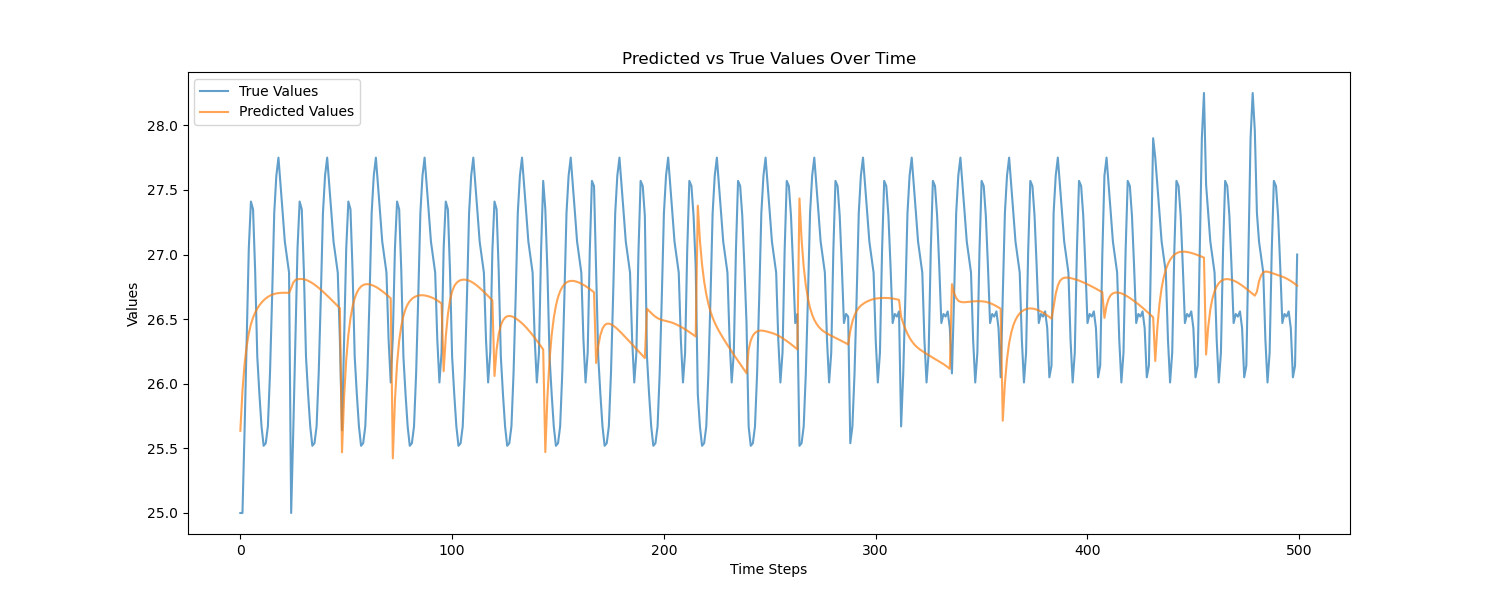 Predicted vs True Values Over Time
True Values
Predicted Values
Values
28.0
27.5
27.0
26.5
26.0
25.5
25.0
0
100
200
300
400
500
Time Steps